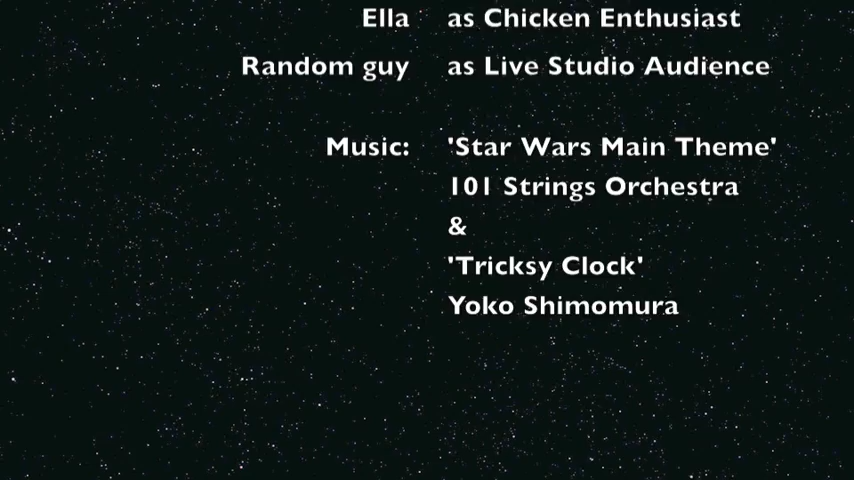 Ella as Chicken Enthusiast
Random guy as Live Studio Audience
Music: 'Star Wars Main Theme'
101 Strings Orchestra
&
'Tricksy Clock'
Yoko Shimomura